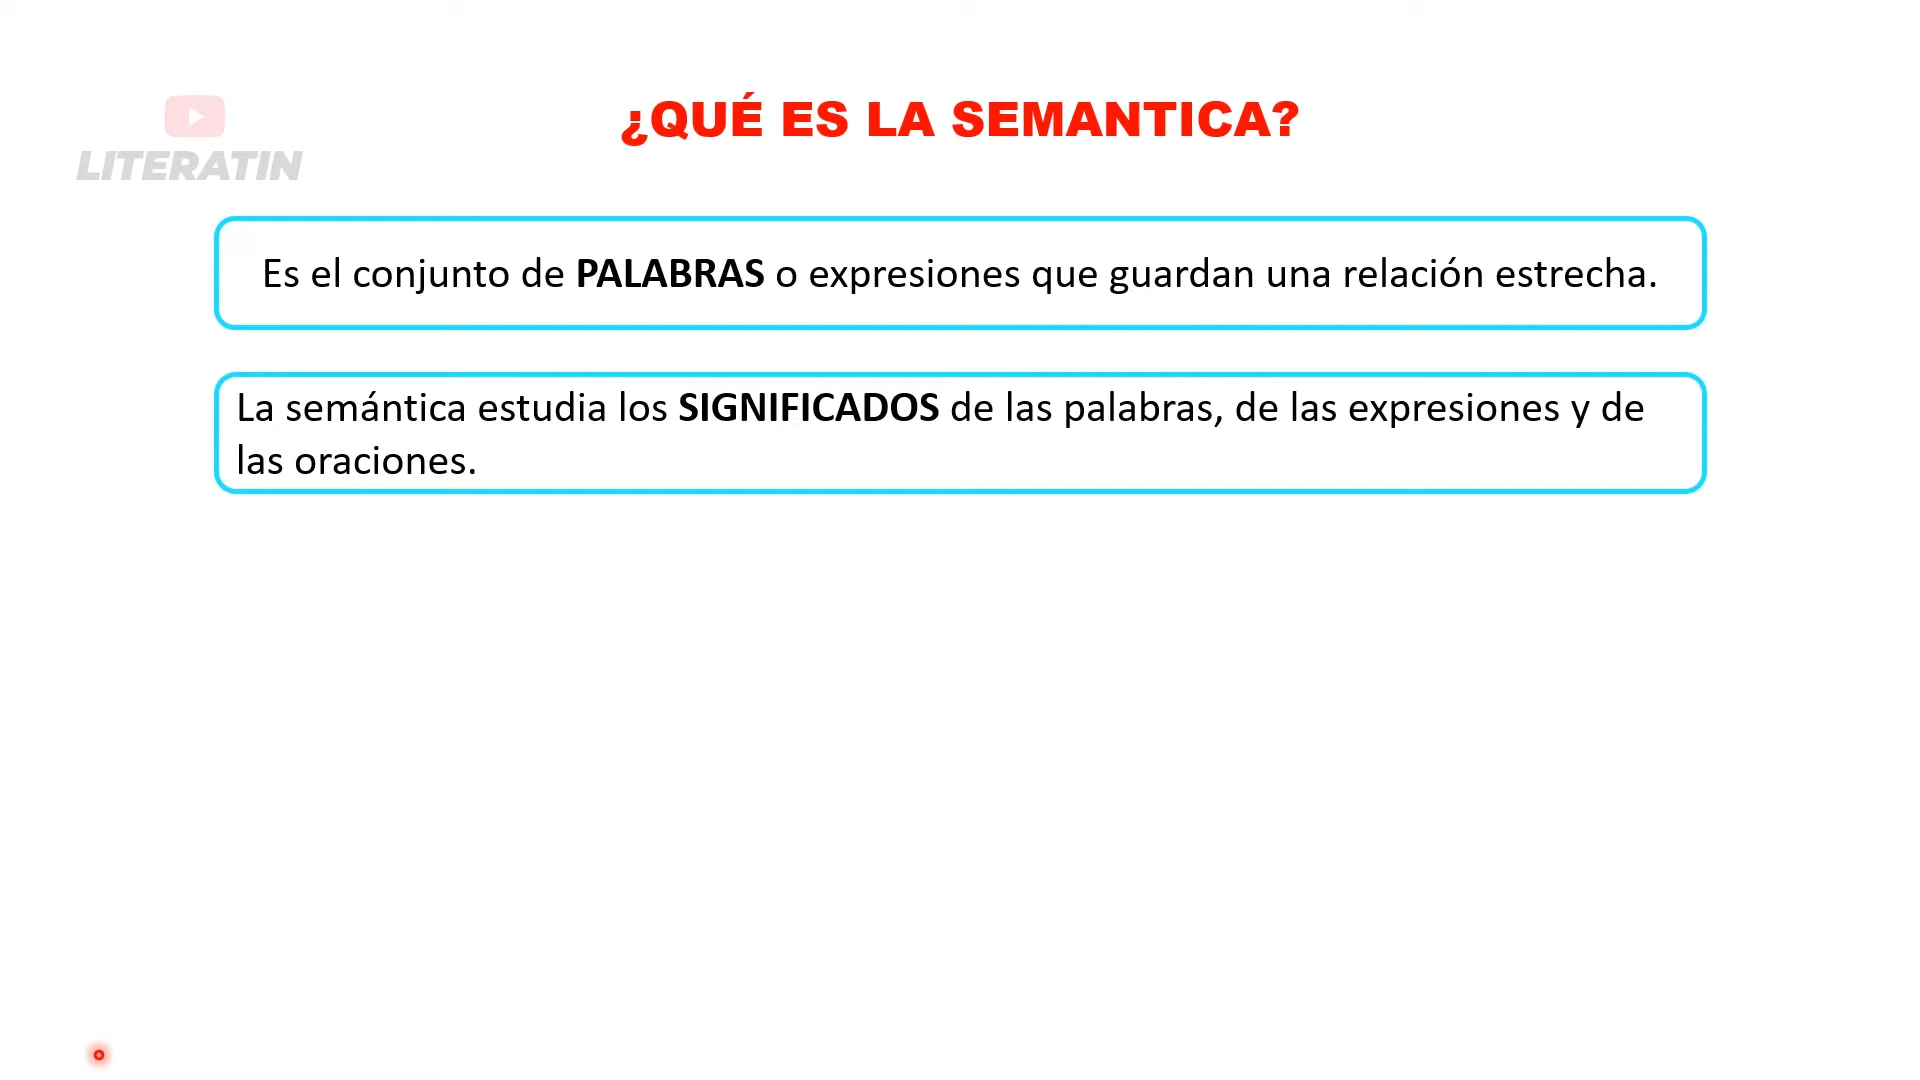 LITERATIN
¿QUÉ ES LA SEMANTICA?
Es el conjunto de PALABRAS o expresiones que guardan una relación estrecha.
La semántica estudia los SIGNIFICADOS de las palabras, de las expresiones y de
las oraciones.